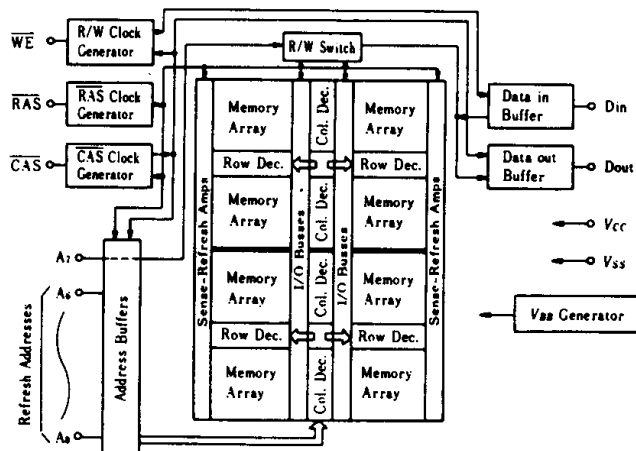 WE
R/W Clock
Generator
RAS
RAS Clock
Generator
CAS
CAS Clock
Generator
R/W Switch
Data in
Buffer
Din
Data out
Buffer
Dout
VCC
VSS
VBB Generator
Sense-Refresh Amps
Memory
Array
Row Dec.
Memory
Array
Memory
Array
Row Dec.
Memory
Array
I/O Busses
Col. Dec.
Col. Dec.
Col. Dec.
Col. Dec.
I/O Busses
Memory
Array
Row Dec.
Memory
Array
Memory
Array
Row Dec.
Memory
Array
Sense-Refresh Amps
A7
A6
A0
Refresh Addresses
Address Buffers